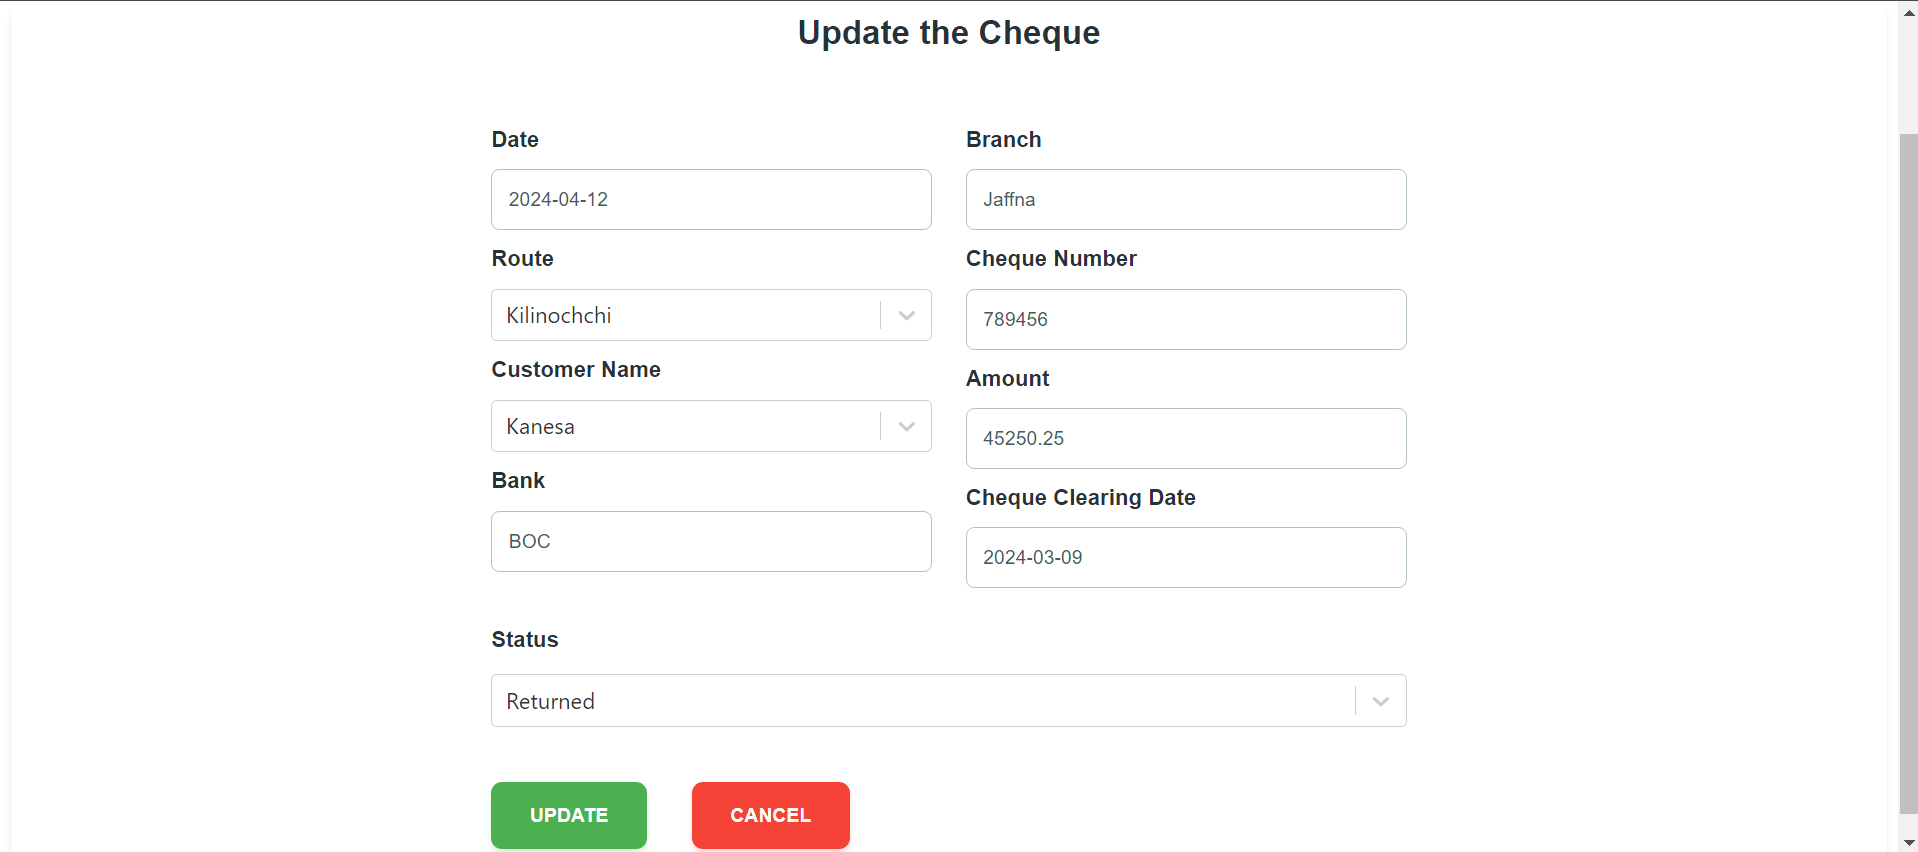 Update the Cheque
Date
2024-04-12
Route
Kilinochchi
Customer Name
Kanesa
Bank
BOC
Branch
Jaffna
Cheque Number
789456
Amount
45250.25
Cheque Clearing Date
2024-03-09
Status
Returned
UPDATE
CANCEL